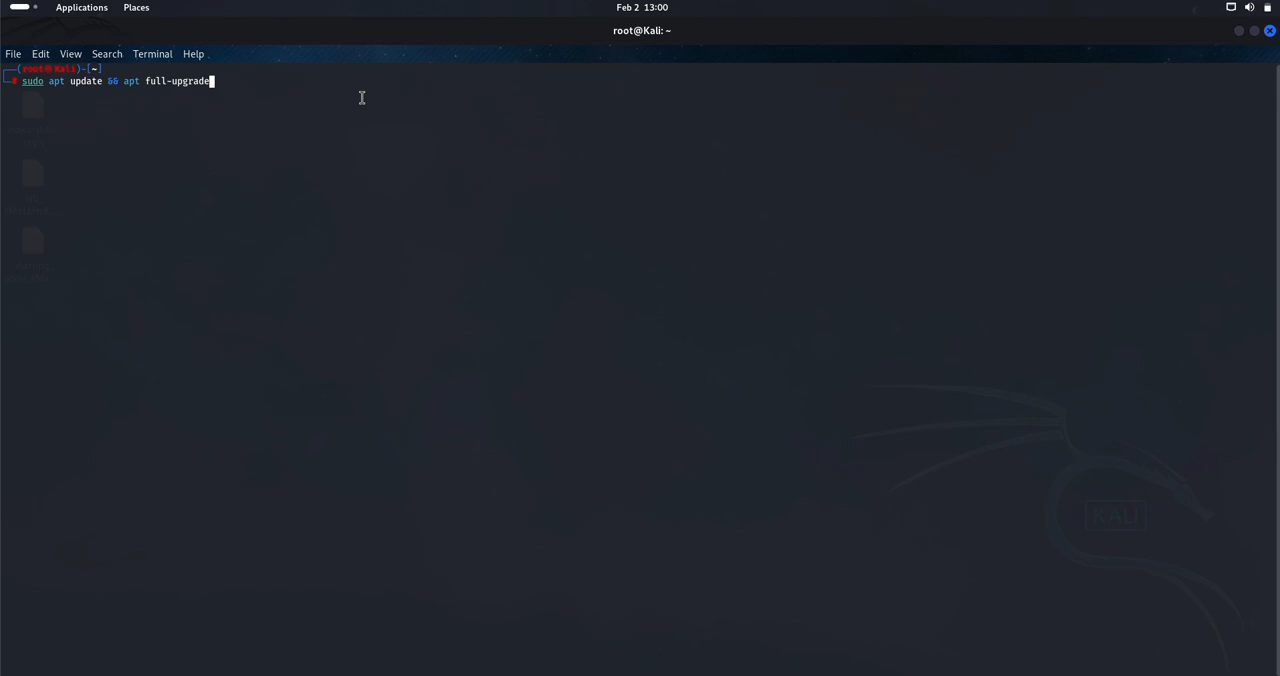 Applications Places Feb 2 13:00
root@Kali: ~
File Edit View Search Terminal Help
┌──(root㉿Kali)-[~]
└─# sudo apt update && apt full-upgrade
KALI